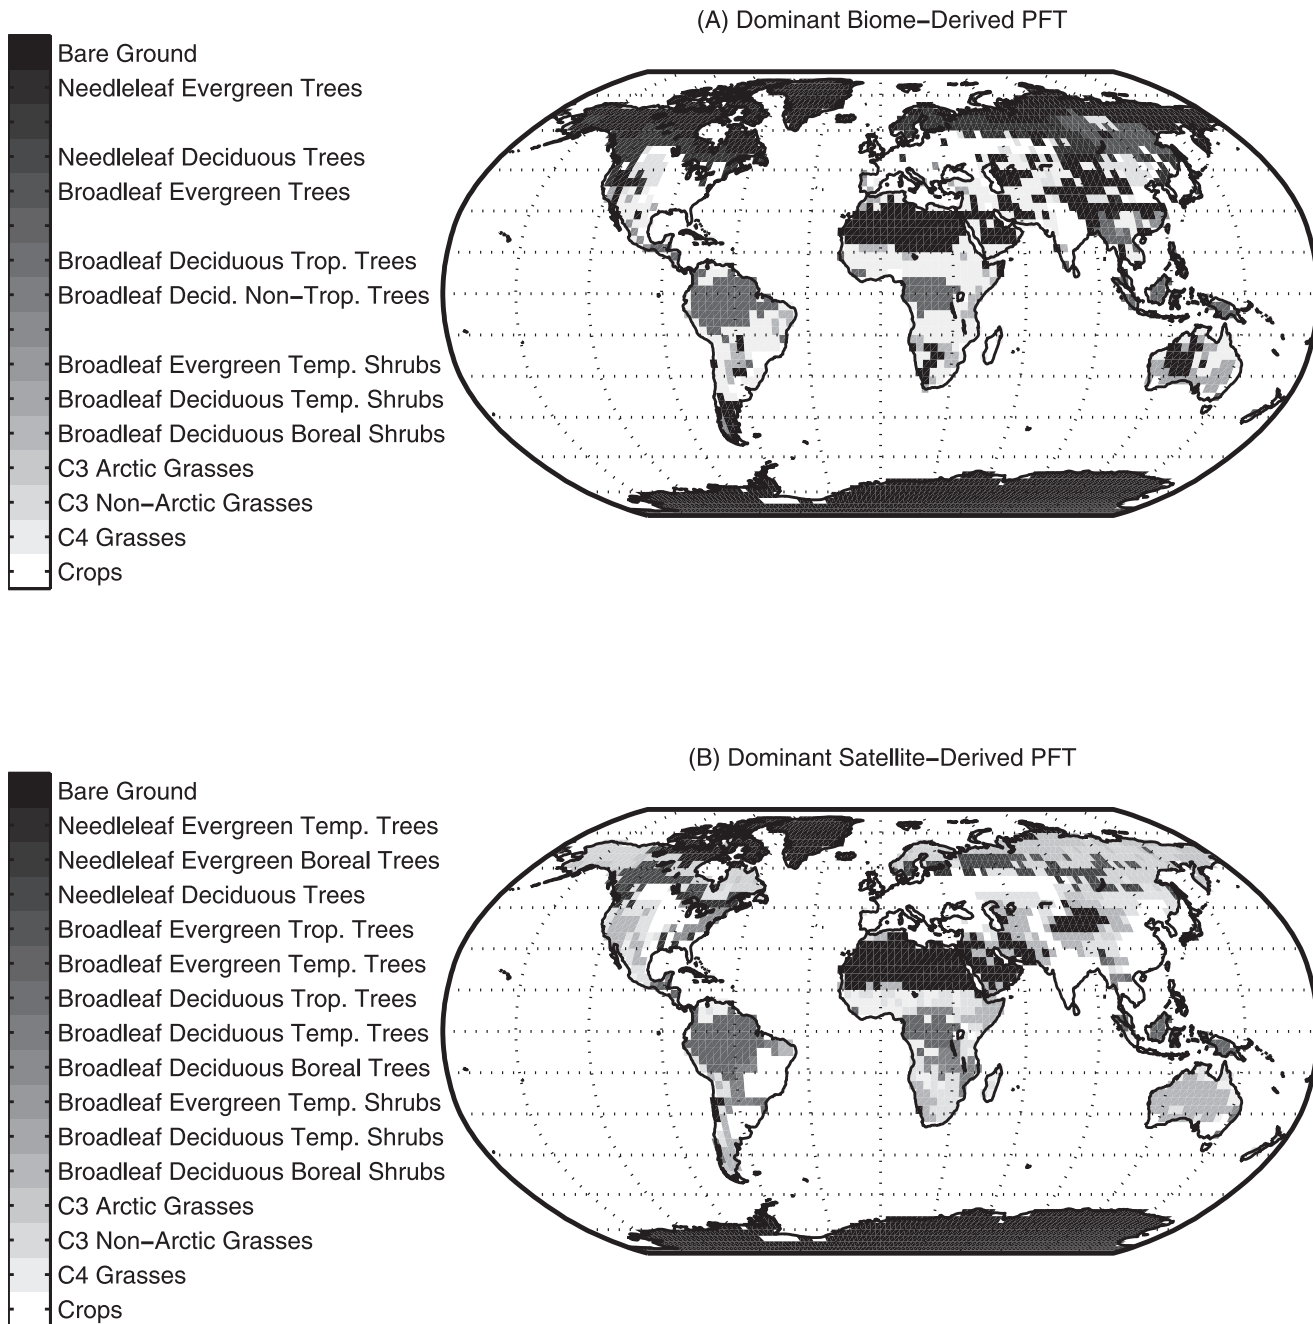 (A) Dominant Biome−Derived PFT
Bare Ground
Needleleaf Evergreen Trees
Needleleaf Deciduous Trees
Broadleaf Evergreen Trees
Broadleaf Deciduous Trop. Trees
Broadleaf Decid. Non−Trop. Trees
Broadleaf Evergreen Temp. Shrubs
Broadleaf Deciduous Temp. Shrubs
Broadleaf Deciduous Boreal Shrubs
C3 Arctic Grasses
C3 Non−Arctic Grasses
C4 Grasses
Crops
(B) Dominant Satellite−Derived PFT
Bare Ground
Needleleaf Evergreen Temp. Trees
Needleleaf Evergreen Boreal Trees
Needleleaf Deciduous Trees
Broadleaf Evergreen Trop. Trees
Broadleaf Evergreen Temp. Trees
Broadleaf Deciduous Trop. Trees
Broadleaf Deciduous Temp. Trees
Broadleaf Deciduous Boreal Trees
Broadleaf Evergreen Temp. Shrubs
Broadleaf Deciduous Temp. Shrubs
Broadleaf Deciduous Boreal Shrubs
C3 Arctic Grasses
C3 Non−Arctic Grasses
C4 Grasses
Crops